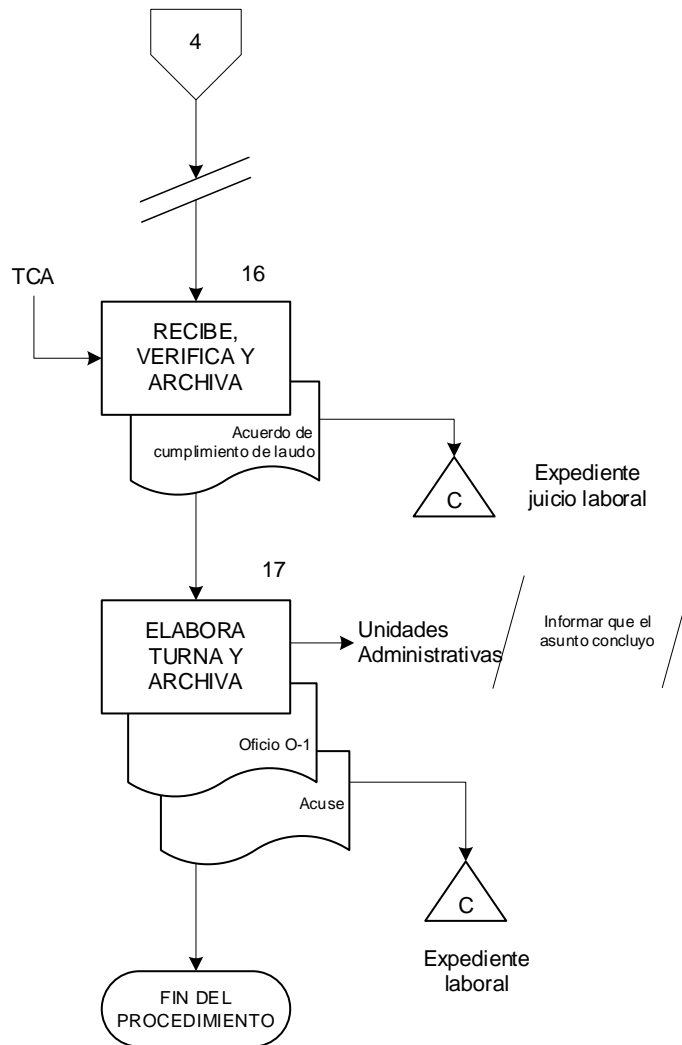 4
16
TCA
RECIBE,
VERIFICA Y
ARCHIVA
Acuerdo de
cumplimiento de laudo
C
Expediente
juicio laboral
17
ELABORA
TURNA Y
ARCHIVA
Unidades
Administrativas
Informar que el
asunto concluyo
Oficio O-1
Acuse
C
Expediente
laboral
FIN DEL
PROCEDIMIENTO